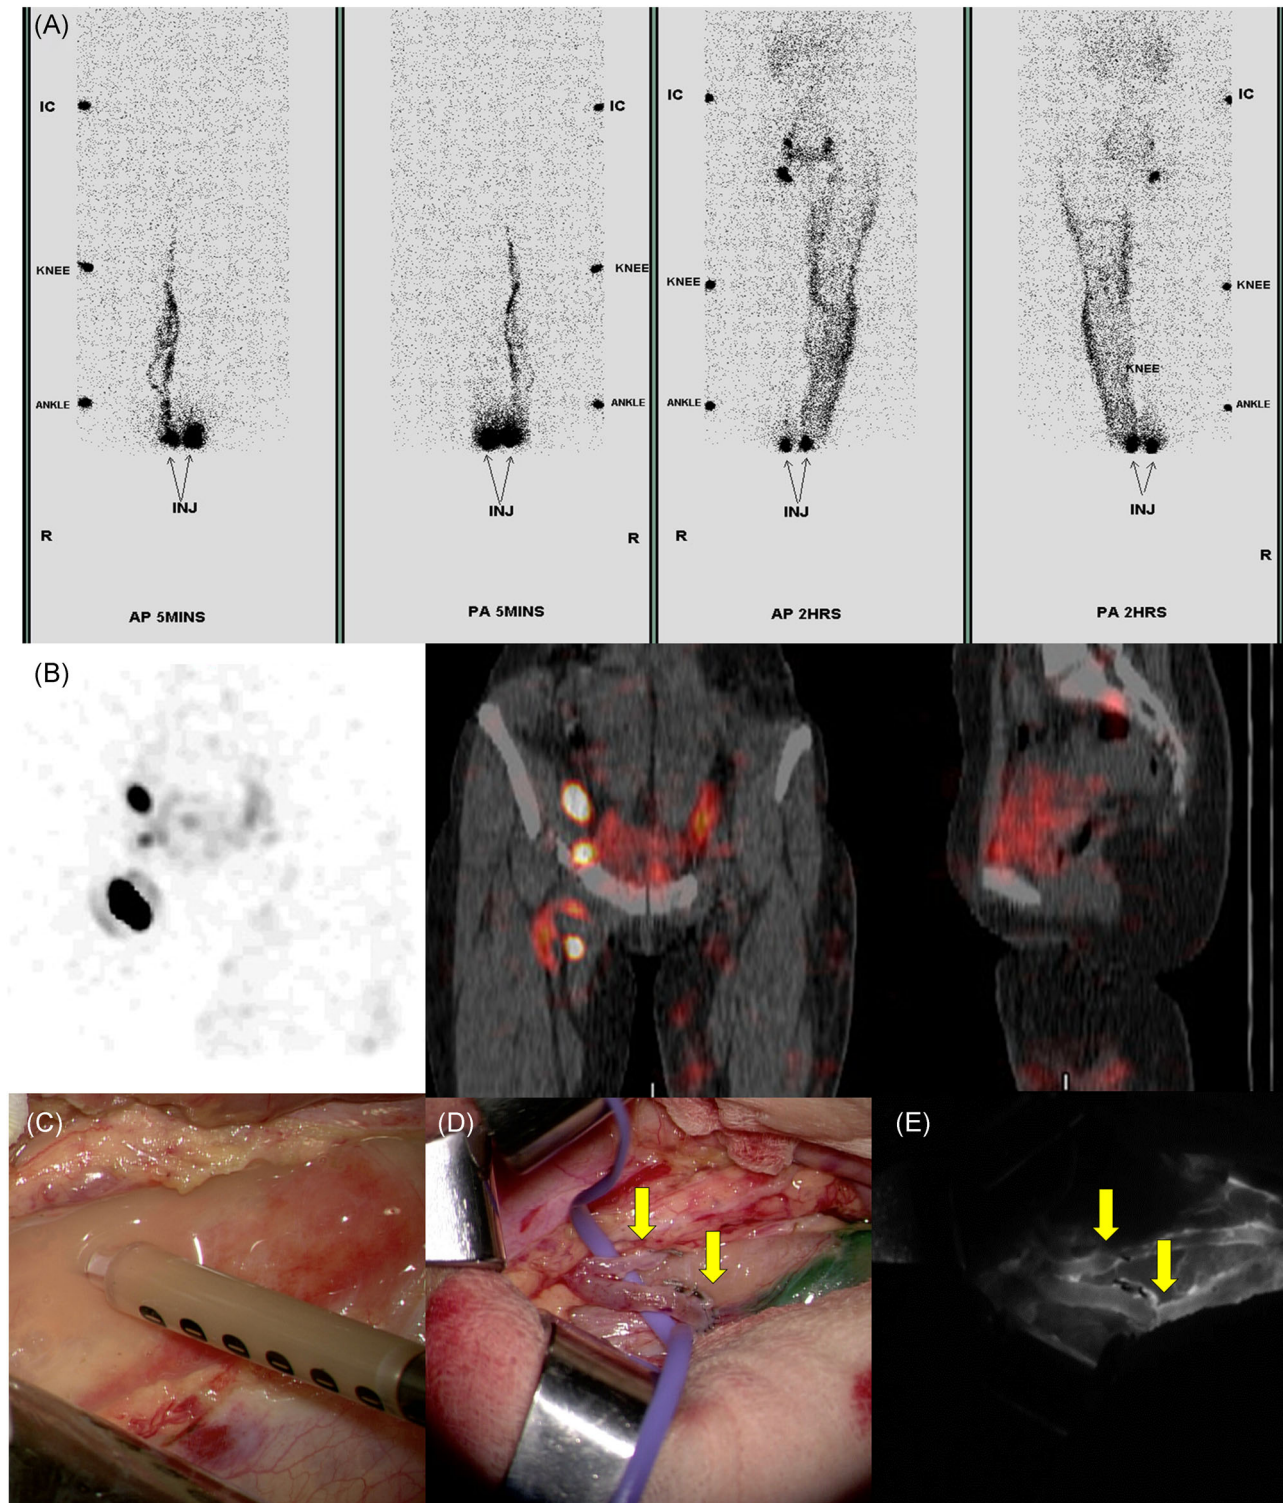 (A)
IC
KNEE
ANKLE
INJ
R
AP 5MINS
IC
KNEE
ANKLE
INJ
R
PA 5MINS
IC
KNEE
ANKLE
INJ
R
AP 2HRS
IC
KNEE
KNEE
ANKLE
INJ
R
PA 2HRS
(B)
(C)
(D)
(E)